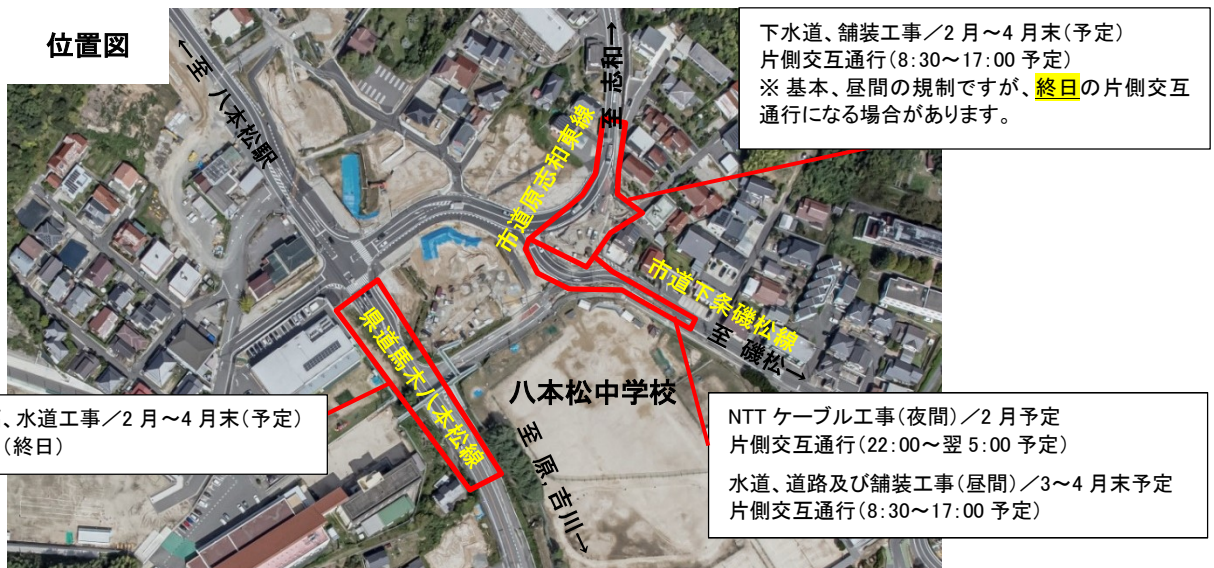 位置図
←至 八本松駅
至 志和→
下水道、舗装工事／2月～4月末(予定)
片側交互通行(8:30～17:00 予定)
※ 基本、昼間の規制ですが、終日の片側交互
通行になる場合があります。
市道原志和東線
市道下条磯松線
至 磯松→
県道馬木八本松線
八本松中学校
至 原,吉川→
、水道工事／2月～4月末(予定)
(終日)
NTT ケーブル工事(夜間)／2月予定
片側交互通行(22:00～翌 5:00 予定)
水道、道路及び舗装工事(昼間)／3～4月末予定
片側交互通行(8:30～17:00 予定)